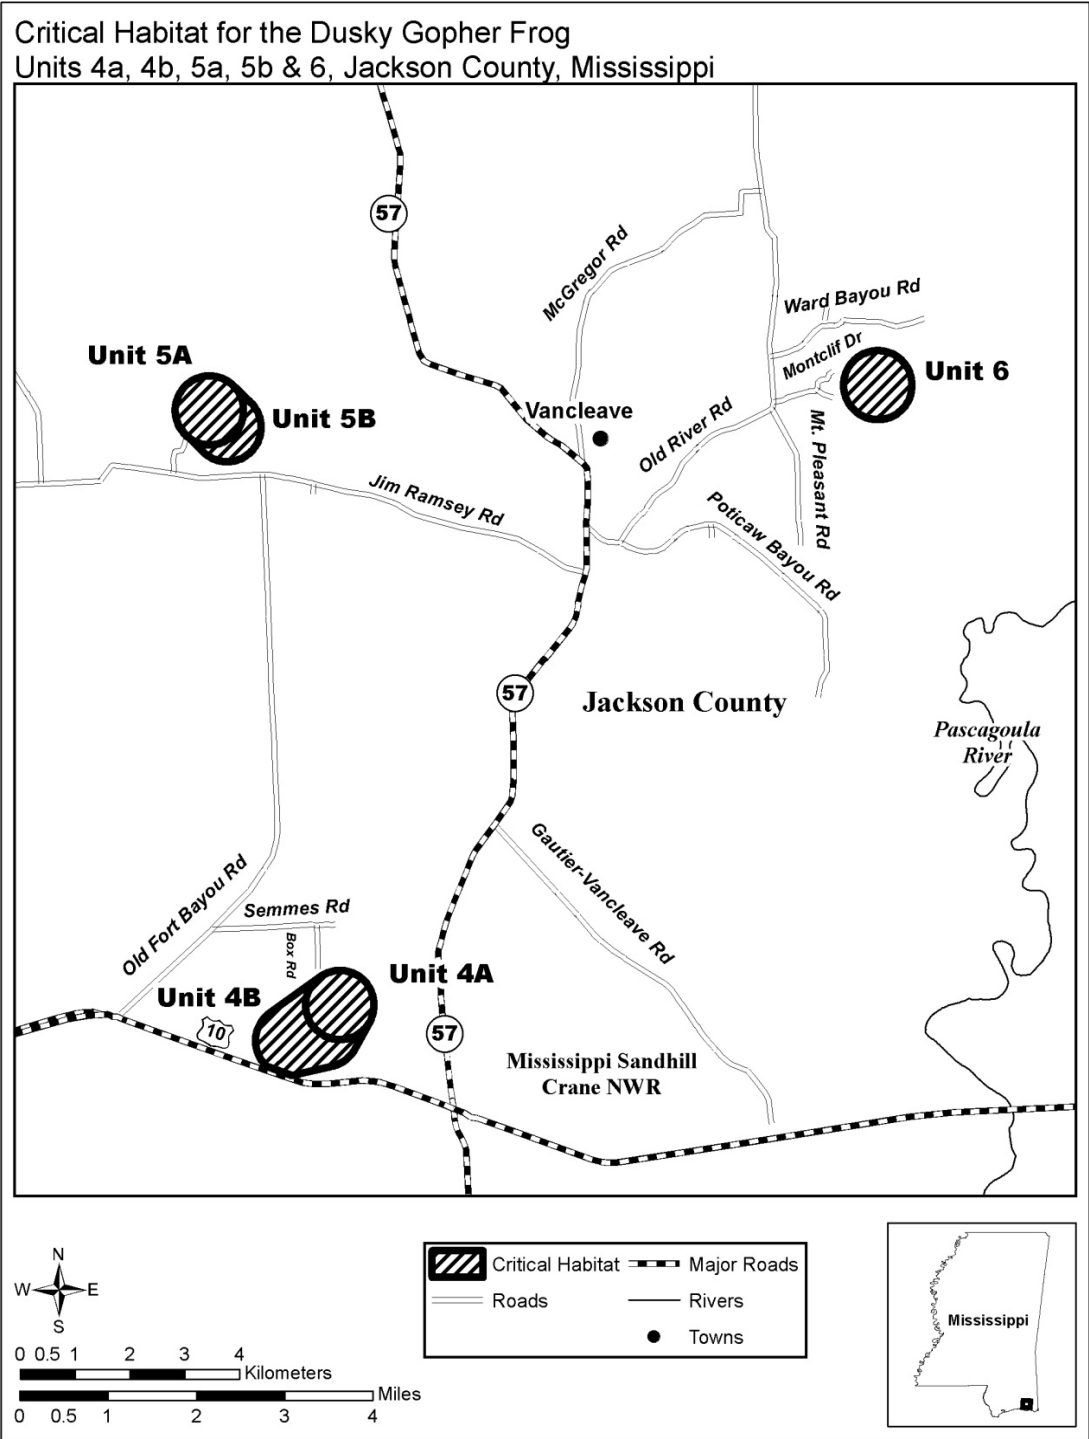 Critical Habitat for the Dusky Gopher Frog
Units 4a, 4b, 5a, 5b & 6, Jackson County, Mississippi
57
McGregor Rd
Ward Bayou Rd
Montclif Dr
Unit 5A
Unit 6
Unit 5B
Vancleave
Old River Rd
Mt. Pleasant Rd
Jim Ramsey Rd
Poticaw Bayou Rd
57
Jackson County
Pascagoula
River
Gautier-Vancleave Rd
Old Fort Bayou Rd
Semmes Rd
Box Rd
Unit 4A
Unit 4B
10
57
Mississippi Sandhill
Crane NWR
N
W E
S
0 0.5 1 2 3 4
Kilometers
Miles
0 0.5 1 2 3 4
Critical Habitat
Major Roads
Roads
Rivers
Towns
Mississippi